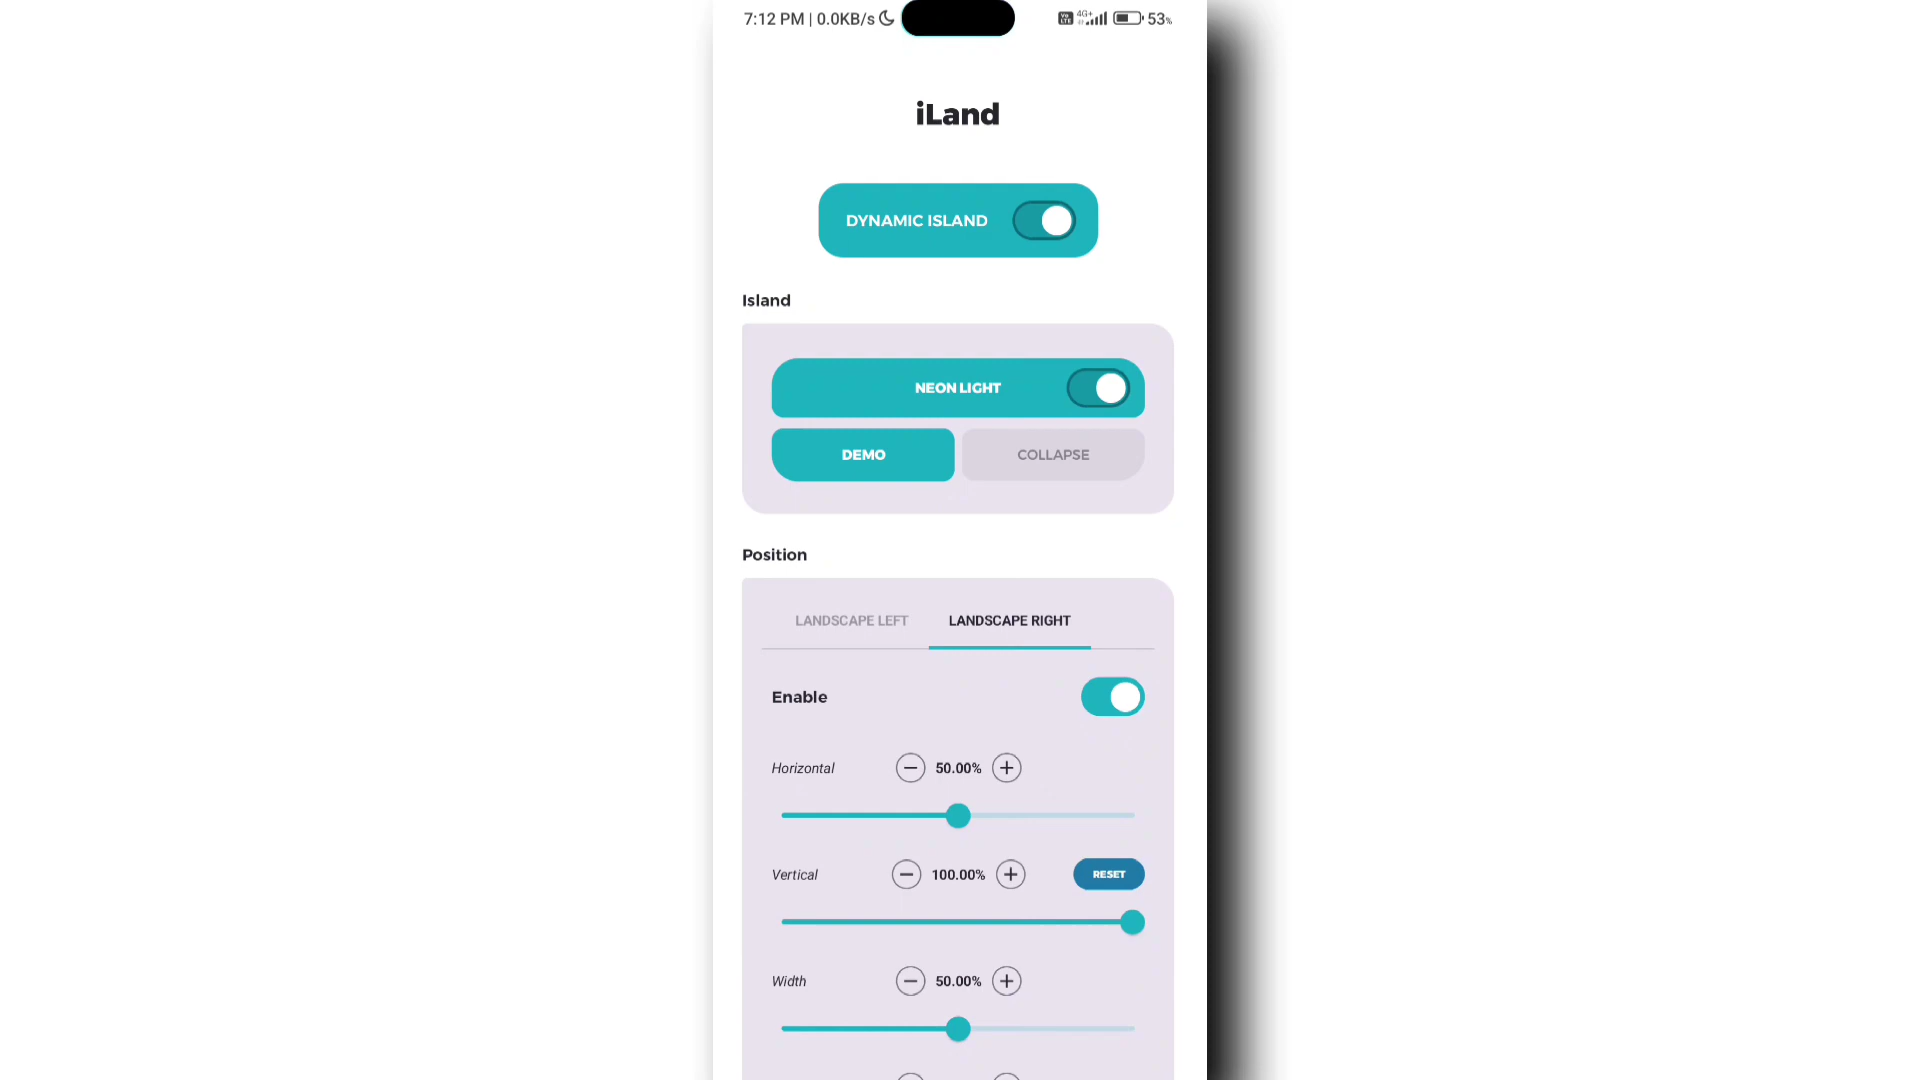 7:12 PM | 0.0KB/s
4G+ 53%
iLand
DYNAMIC ISLAND
Island
NEON LIGHT
DEMO COLLAPSE
Position
LANDSCAPE LEFT LANDSCAPE RIGHT
Enable
Horizontal 50.00%
Vertical 100.00% RESET
Width 50.00%